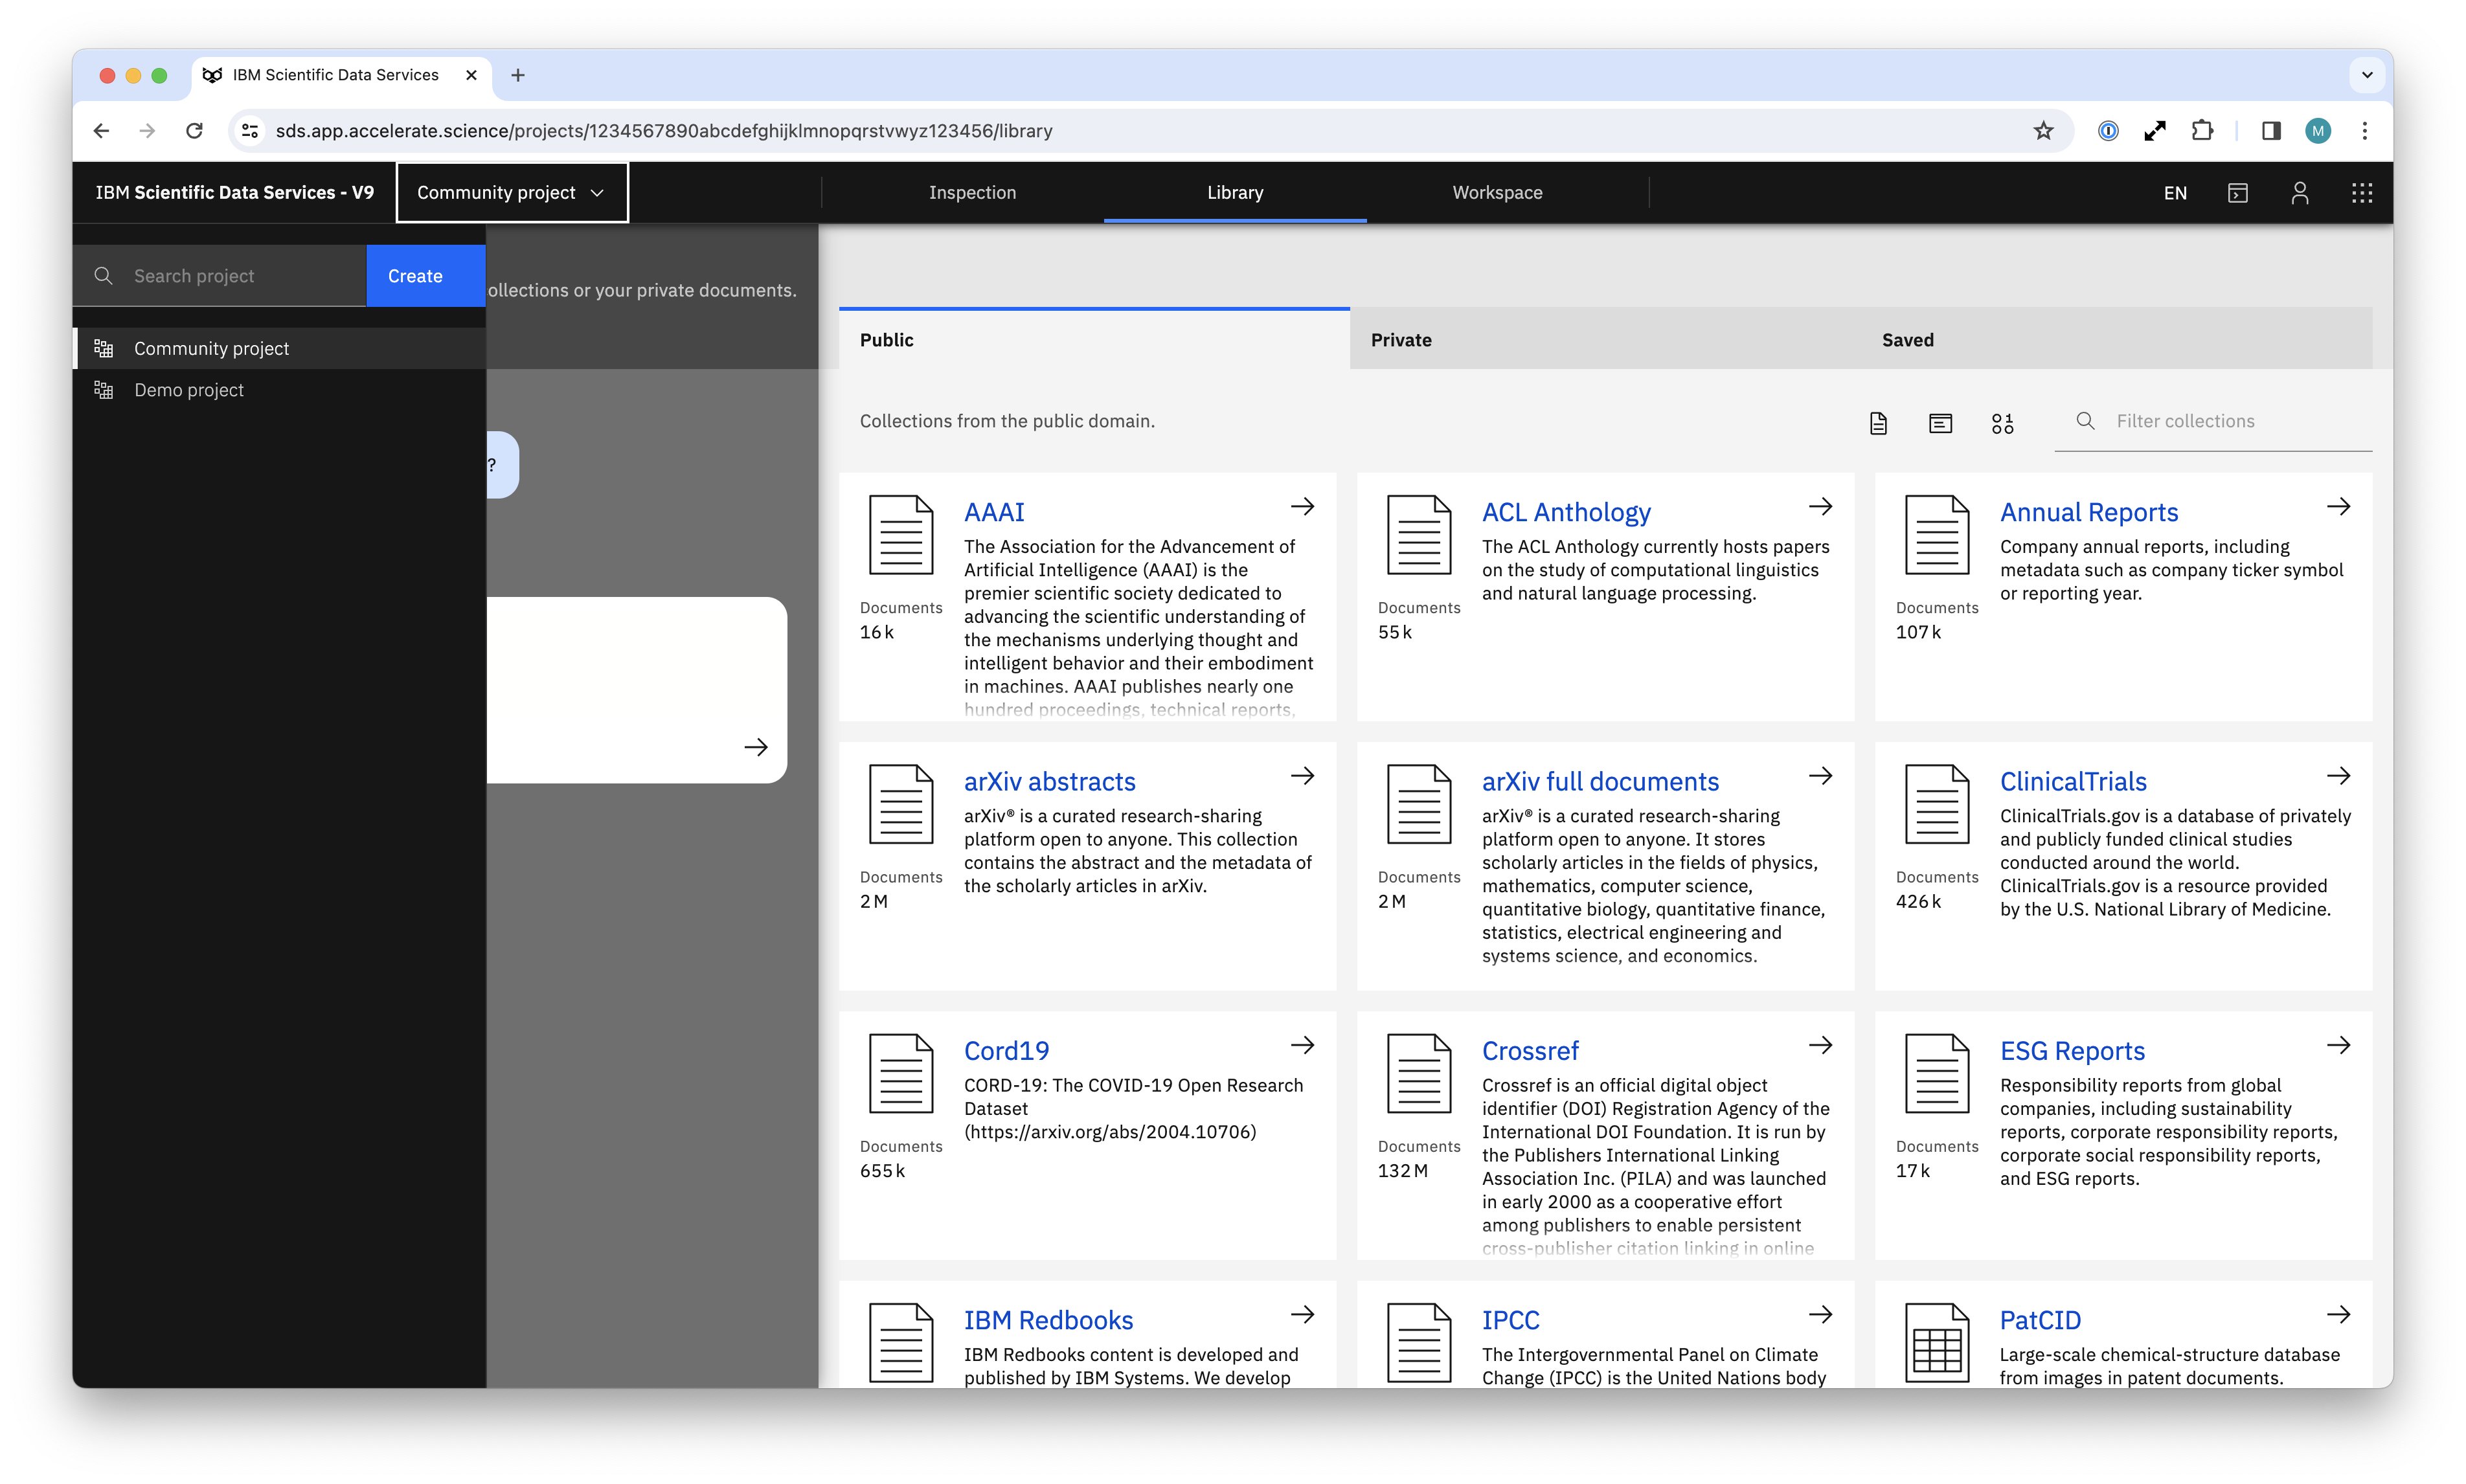 IBM Scientific Data Services
sds.app.accelerate.science/projects/1234567890abcdefghijklmnopqrstvwyz123456/library
M
IBM Scientific Data Services - V9
Community project
Inspection
Library
Workspace
EN
Search project
Create
Community project
Demo project
ollections or your private documents.
?
Public
Private
Saved
Collections from the public domain.
Filter collections
AAAI
The Association for the Advancement of
Artificial Intelligence (AAAI) is the
premier scientific society dedicated to
advancing the scientific understanding of
the mechanisms underlying thought and
intelligent behavior and their embodiment
in machines. AAAI publishes nearly one
hundred proceedings, technical reports,
Documents
16 k
ACL Anthology
The ACL Anthology currently hosts papers
on the study of computational linguistics
and natural language processing.
Documents
55 k
Annual Reports
Company annual reports, including
metadata such as company ticker symbol
or reporting year.
Documents
107 k
arXiv abstracts
arXiv® is a curated research-sharing
platform open to anyone. This collection
contains the abstract and the metadata of
the scholarly articles in arXiv.
Documents
2 M
arXiv full documents
arXiv® is a curated research-sharing
platform open to anyone. It stores
scholarly articles in the fields of physics,
mathematics, computer science,
quantitative biology, quantitative finance,
statistics, electrical engineering and
systems science, and economics.
Documents
2 M
ClinicalTrials
ClinicalTrials.gov is a database of privately
and publicly funded clinical studies
conducted around the world.
ClinicalTrials.gov is a resource provided
by the U.S. National Library of Medicine.
Documents
426 k
Cord19
CORD-19: The COVID-19 Open Research
Dataset
(https://arxiv.org/abs/2004.10706)
Documents
655 k
Crossref
Crossref is an official digital object
identifier (DOI) Registration Agency of the
International DOI Foundation. It is run by
the Publishers International Linking
Association Inc. (PILA) and was launched
in early 2000 as a cooperative effort
among publishers to enable persistent
cross-publisher citation linking in online
Documents
132 M
ESG Reports
Responsibility reports from global
companies, including sustainability
reports, corporate responsibility reports,
corporate social responsibility reports,
and ESG reports.
Documents
17 k
IBM Redbooks
IBM Redbooks content is developed and
published by IBM Systems. We develop
IPCC
The Intergovernmental Panel on Climate
Change (IPCC) is the United Nations body
PatCID
Large-scale chemical-structure database
from images in patent documents.